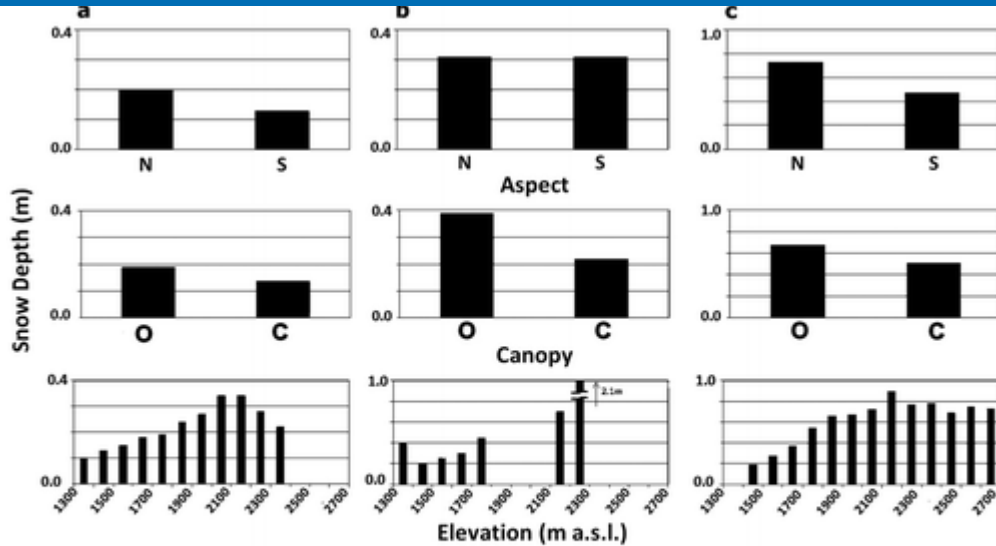 a b c
0.4 0.4 1.0
0.0 0.0 0.0
N S N S N S
Aspect
Snow Depth (m)
0.4 0.4 1.0
0.0 0.0 0.0
O C O C O C
Canopy
0.4 1.0 1.0
2.1m
0.0 0.0 0.0
1300 1500 1700 1900 2100 2300 2500 2700 1300 1500 1700 1900 2100 2300 2500 2700 1300 1500 1700 1900 2100 2300 2500 2700
Elevation (m a.s.l.)